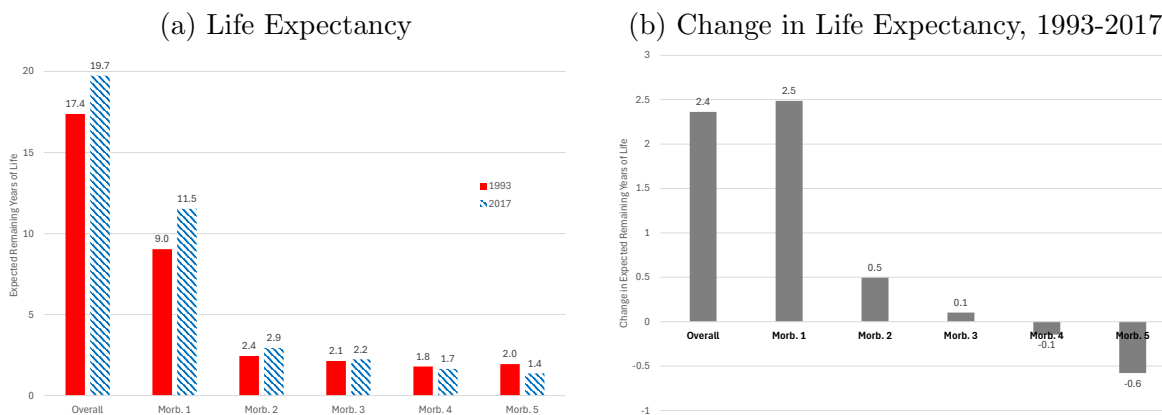 (a) Life Expectancy
Expected Remaining Years of Life
20
15
10
5
0
17.4
19.7
9.0
11.5
2.4
2.9
2.1
2.2
1.8
1.7
2.0
1.4
1993
2017
Overall
Morb. 1
Morb. 2
Morb. 3
Morb. 4
Morb. 5
(b) Change in Life Expectancy, 1993-2017
Change in Expected Remaining Years of Life
3
2.5
2
1.5
1
0.5
0
-0.5
-1
2.4
2.5
0.5
0.1
-0.1
-0.6
Overall
Morb. 1
Morb. 2
Morb. 3
Morb. 4
Morb. 5